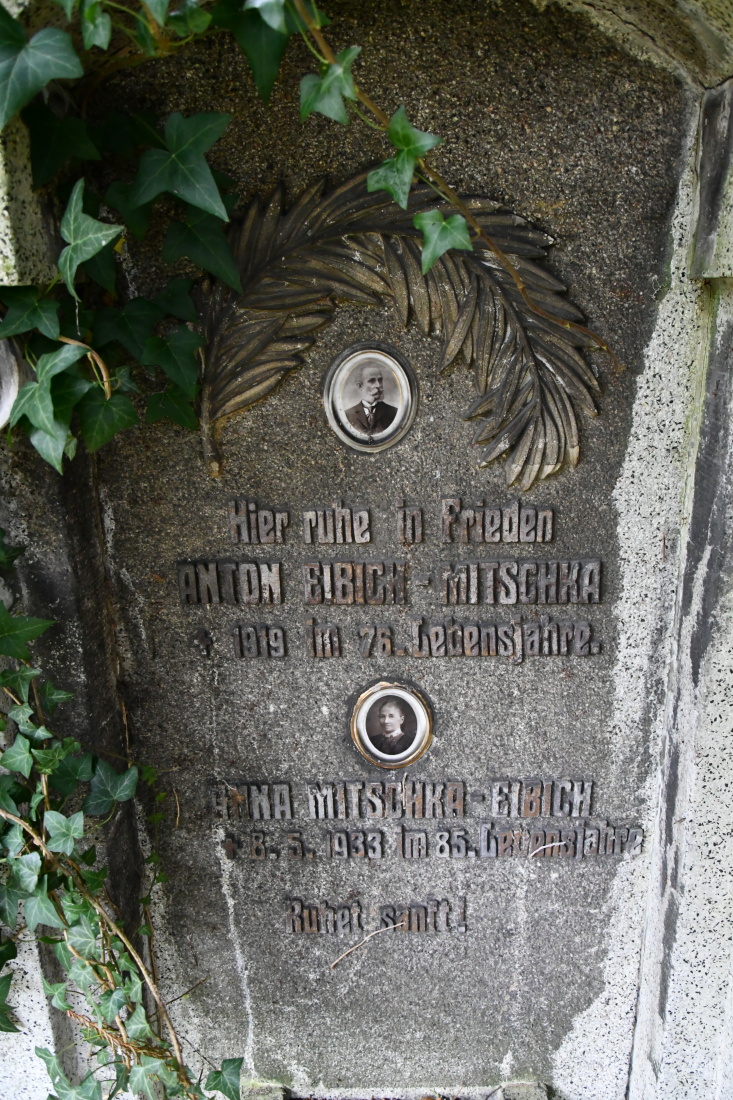 Hier ruhe in Frieden
ANTON EIBICH-MITSCHKA
† 1919 im 76. Lebensjahre.
ANNA MITSCHKA-EIBICH
† 8. 5. 1933 im 85. Lebensjahre
Ruhet sanft!